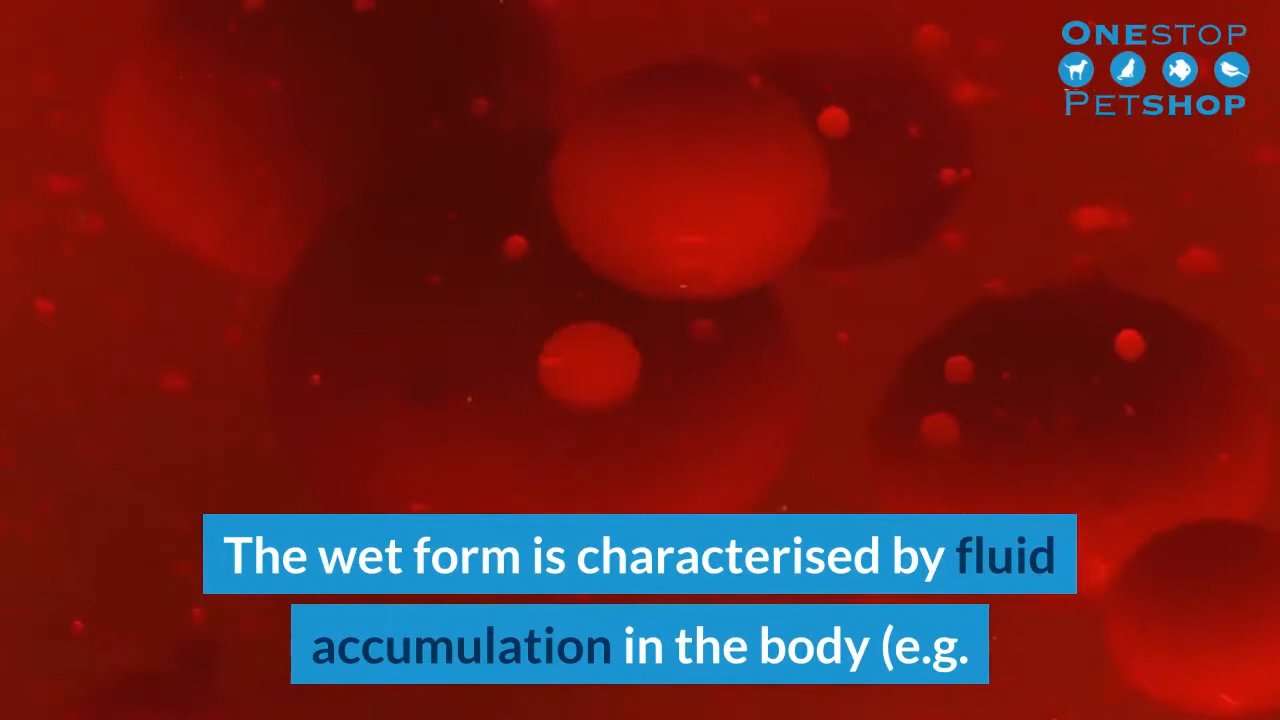 ONESTOP
PETSHOP
The wet form is characterised by fluid
accumulation in the body (e.g.